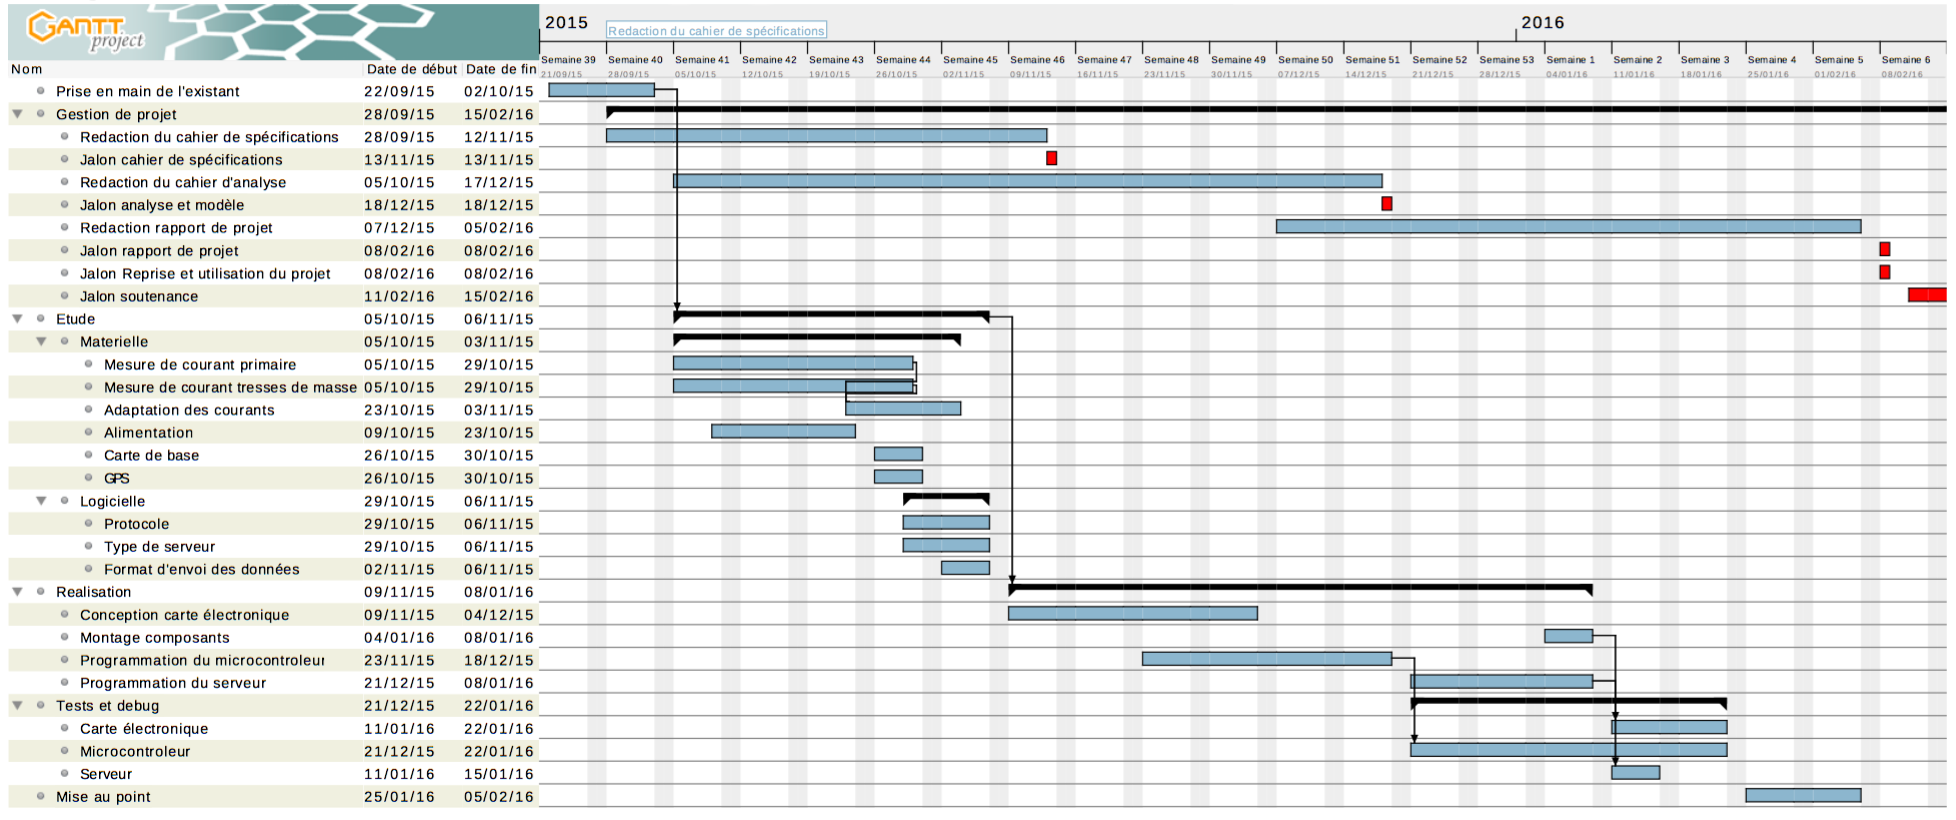 GANTT
project
2015
Redaction du cahier de spécifications
2016
Semaine 39 Semaine 40 Semaine 41 Semaine 42 Semaine 43 Semaine 44 Semaine 45 Semaine 46 Semaine 47 Semaine 48 Semaine 49 Semaine 50 Semaine 51 Semaine 52 Semaine 53 Semaine 1 Semaine 2 Semaine 3 Semaine 4 Semaine 5 Semaine 6
21/09/15 28/09/15 05/10/15 12/10/15 19/10/15 26/10/15 02/11/15 09/11/15 16/11/15 23/11/15 30/11/15 07/12/15 14/12/15 21/12/15 28/12/15 04/01/16 11/01/16 18/01/16 25/01/16 01/02/16 08/02/16
Nom Date de début Date de fin
Prise en main de l'existant 22/09/15 02/10/15
Gestion de projet 28/09/15 15/02/16
Redaction du cahier de spécifications 28/09/15 12/11/15
Jalon cahier de spécifications 13/11/15 13/11/15
Redaction du cahier d'analyse 05/10/15 17/12/15
Jalon analyse et modèle 18/12/15 18/12/15
Redaction rapport de projet 07/12/15 05/02/16
Jalon rapport de projet 08/02/16 08/02/16
Jalon Reprise et utilisation du projet 08/02/16 08/02/16
Jalon soutenance 11/02/16 15/02/16
Etude 05/10/15 06/11/15
Materielle 05/10/15 03/11/15
Mesure de courant primaire 05/10/15 29/10/15
Mesure de courant tresses de masse 05/10/15 29/10/15
Adaptation des courants 23/10/15 03/11/15
Alimentation 09/10/15 23/10/15
Carte de base 26/10/15 30/10/15
GPS 26/10/15 30/10/15
Logicielle 29/10/15 06/11/15
Protocole 29/10/15 06/11/15
Type de serveur 29/10/15 06/11/15
Format d'envoi des données 02/11/15 06/11/15
Realisation 09/11/15 08/01/16
Conception carte électronique 09/11/15 04/12/15
Montage composants 04/01/16 08/01/16
Programmation du microcontroleur 23/11/15 18/12/15
Programmation du serveur 21/12/15 08/01/16
Tests et debug 21/12/15 22/01/16
Carte électronique 11/01/16 22/01/16
Microcontroleur 21/12/15 22/01/16
Serveur 11/01/16 15/01/16
Mise au point 25/01/16 05/02/16